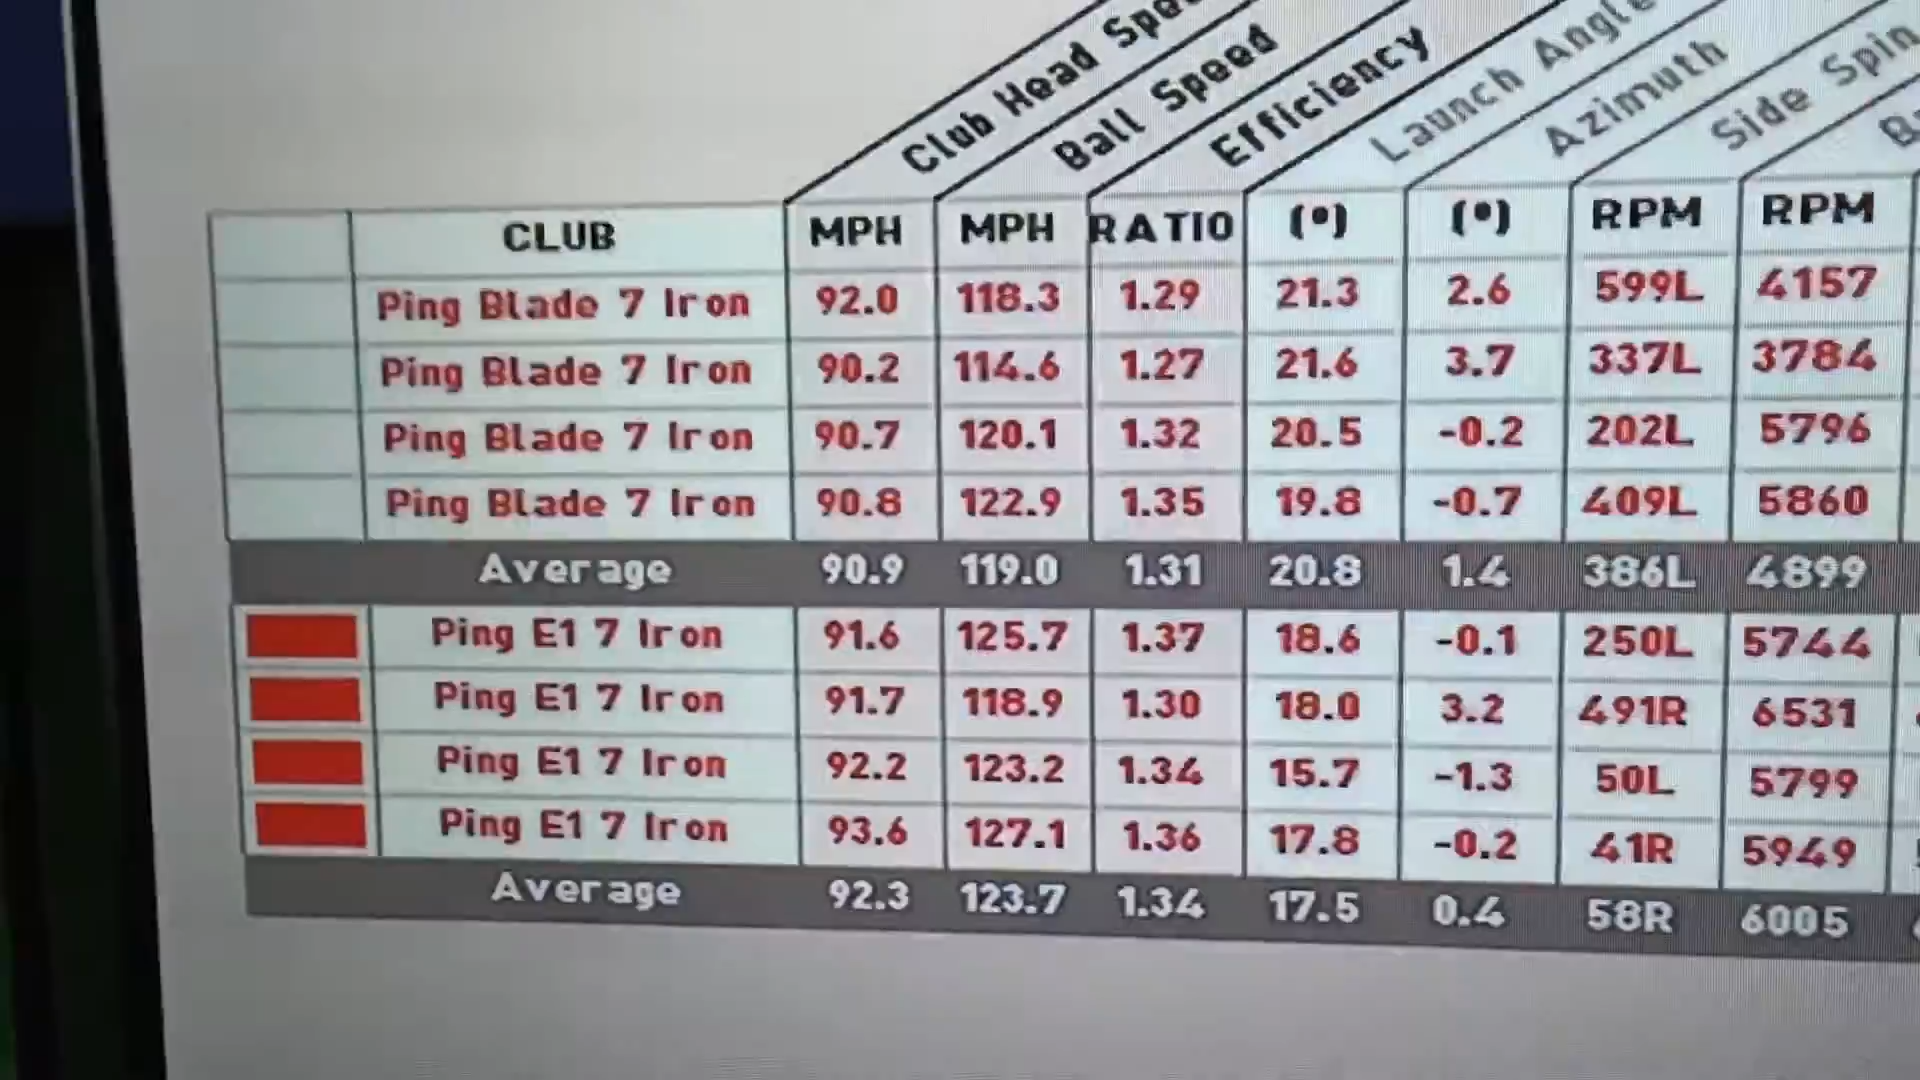 Club Head
Ball Speed
Efficiency
Launch Angle
Azimuth
Side Spin
CLUB MPH MPH RATIO (°) (°) RPM RPM
Ping Blade 7 Iron 92.0 118.3 1.29 21.3 2.6 599L 4157
Ping Blade 7 Iron 90.2 114.6 1.27 21.6 3.7 337L 3784
Ping Blade 7 Iron 90.7 120.1 1.32 20.5 -0.2 202L 5796
Ping Blade 7 Iron 90.8 122.9 1.35 19.8 -0.7 409L 5860
Average 90.9 119.0 1.31 20.8 1.4 386L 4899
Ping E1 7 Iron 91.6 125.7 1.37 18.6 -0.1 250L 5744
Ping E1 7 Iron 91.7 118.9 1.30 18.0 3.2 491R 6531
Ping E1 7 Iron 92.2 123.2 1.34 15.7 -1.3 50L 5799
Ping E1 7 Iron 93.6 127.1 1.36 17.8 -0.2 41R 5949
Average 92.3 123.7 1.34 17.5 0.4 58R 6005